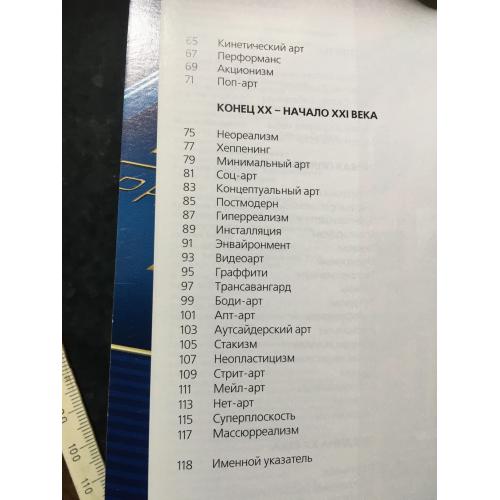 65 Кинетический арт
67 Перформанс
69 Акционизм
71 Поп-арт
КОНЕЦ XX – НАЧАЛО XXI ВЕКА
75 Неореализм
77 Хеппенинг
79 Минимальный арт
81 Соц-арт
83 Концептуальный арт
85 Постмодерн
87 Гиперреализм
89 Инсталляция
91 Энвайронмент
93 Видеоарт
95 Граффити
97 Трансавангард
99 Боди-арт
101 Апт-арт
103 Аутсайдерский арт
105 Стакизм
107 Неопластицизм
109 Стрит-арт
111 Мейл-арт
113 Нет-арт
115 Суперплоскость
117 Массюрреализм
118 Именной указатель
100
110